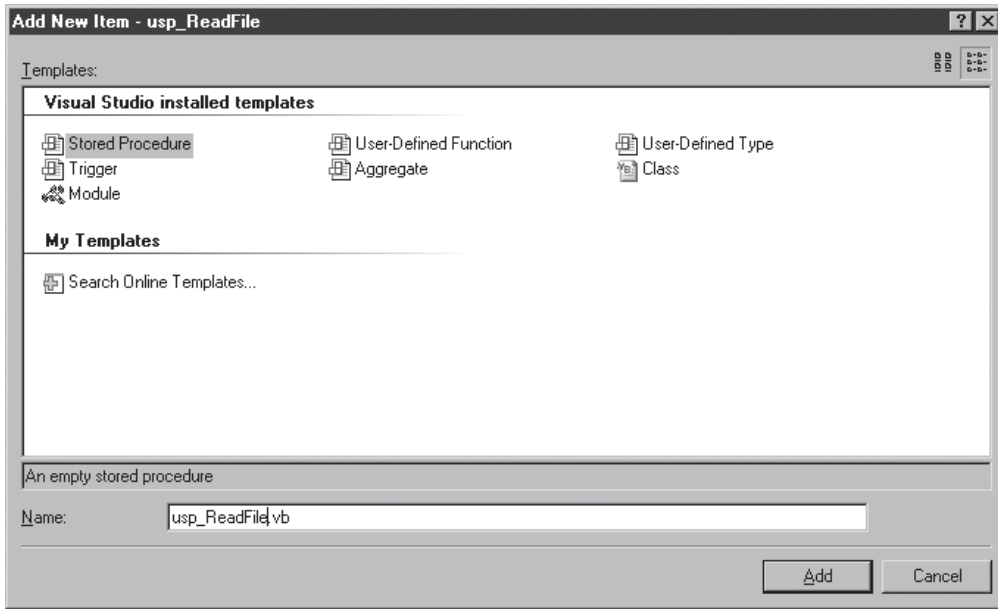 Add New Item - usp_ReadFile
Templates:
Visual Studio installed templates
Stored Procedure
User-Defined Function
User-Defined Type
Trigger
Aggregate
Class
Module
My Templates
Search Online Templates...
An empty stored procedure
Name:
usp_ReadFile.vb
Add
Cancel